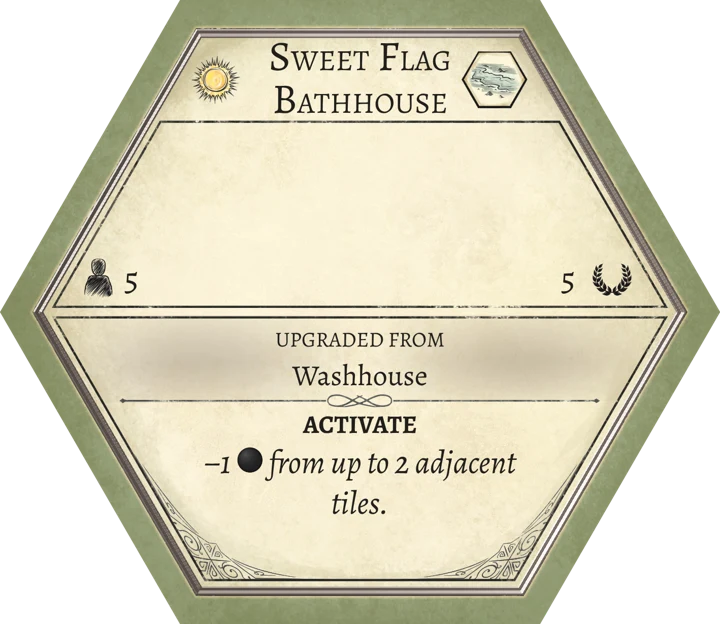 Sweet Flag
Bathhouse
5
5
UPGRADED FROM
Washhouse
ACTIVATE
–1 from up to 2 adjacent
tiles.